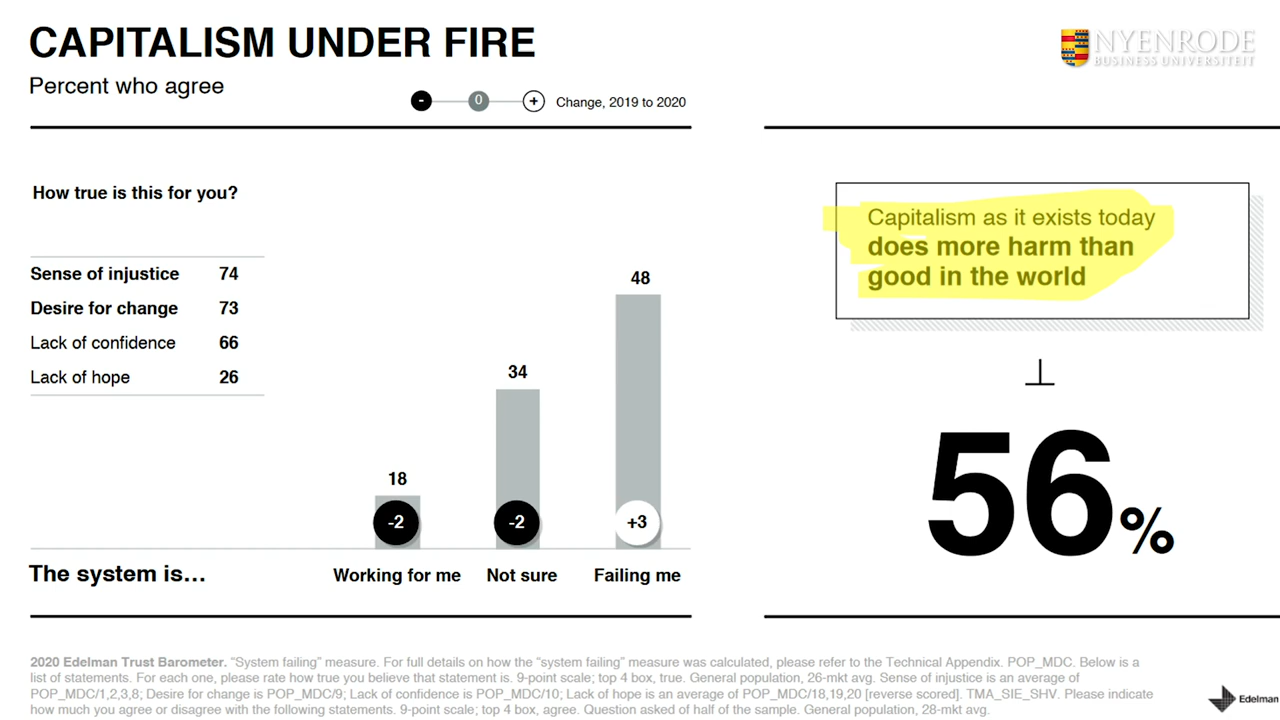 CAPITALISM UNDER FIRE
NYENRODE
BUSINESS UNIVERSITEIT
Percent who agree
- 0 + Change, 2019 to 2020
How true is this for you?
Sense of injustice 74
Desire for change 73
Lack of confidence 66
Lack of hope 26
18
34
48
-2
-2
+3
The system is...
Working for me
Not sure
Failing me
Capitalism as it exists today
does more harm than
good in the world
56%
2020 Edelman Trust Barometer. "System failing" measure. For full details on how the "system failing" measure was calculated, please refer to the Technical Appendix. POP_MDC. Below is a
list of statements. For each one, please rate how true you believe that statement is. 9-point scale; top 4 box, true. General population, 26-mkt avg. Sense of injustice is an average of
POP_MDC/1,2,3,8; Desire for change is POP_MDC/9; Lack of confidence is POP_MDC/10; Lack of hope is an average of POP_MDC/18,19,20 [reverse scored]. TMA_SIE_SHV. Please indicate
how much you agree or disagree with the following statements. 9-point scale; top 4 box, agree. Question asked of half of the sample. General population, 28-mkt avg.
Edelman